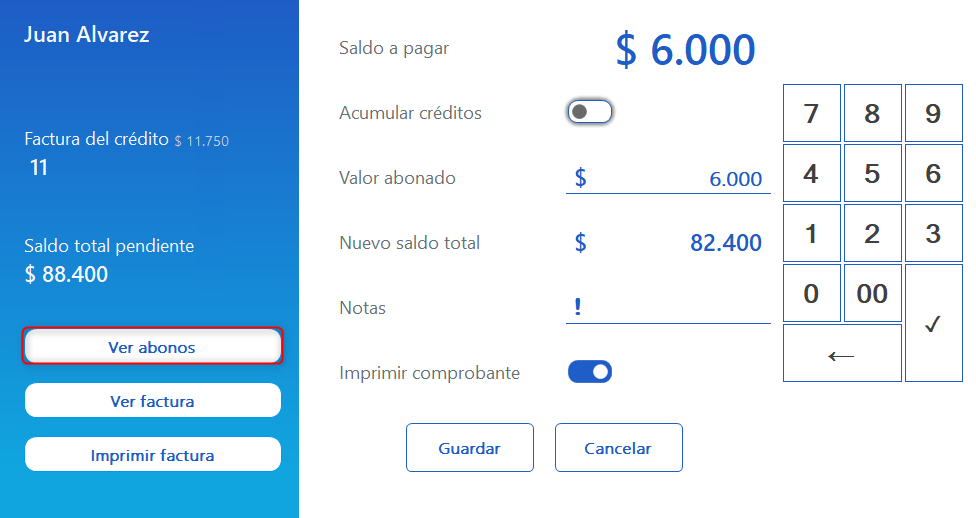 Juan Alvarez
Factura del crédito $ 11.750
11
Saldo total pendiente
$ 88.400
Ver abonos
Ver factura
Imprimir factura
Saldo a pagar $ 6.000
Acumular créditos
Valor abonado $ 6.000
Nuevo saldo total $ 82.400
Notas !
Imprimir comprobante
Guardar Cancelar
7 8 9
4 5 6
1 2 3
0 00 ✓
←